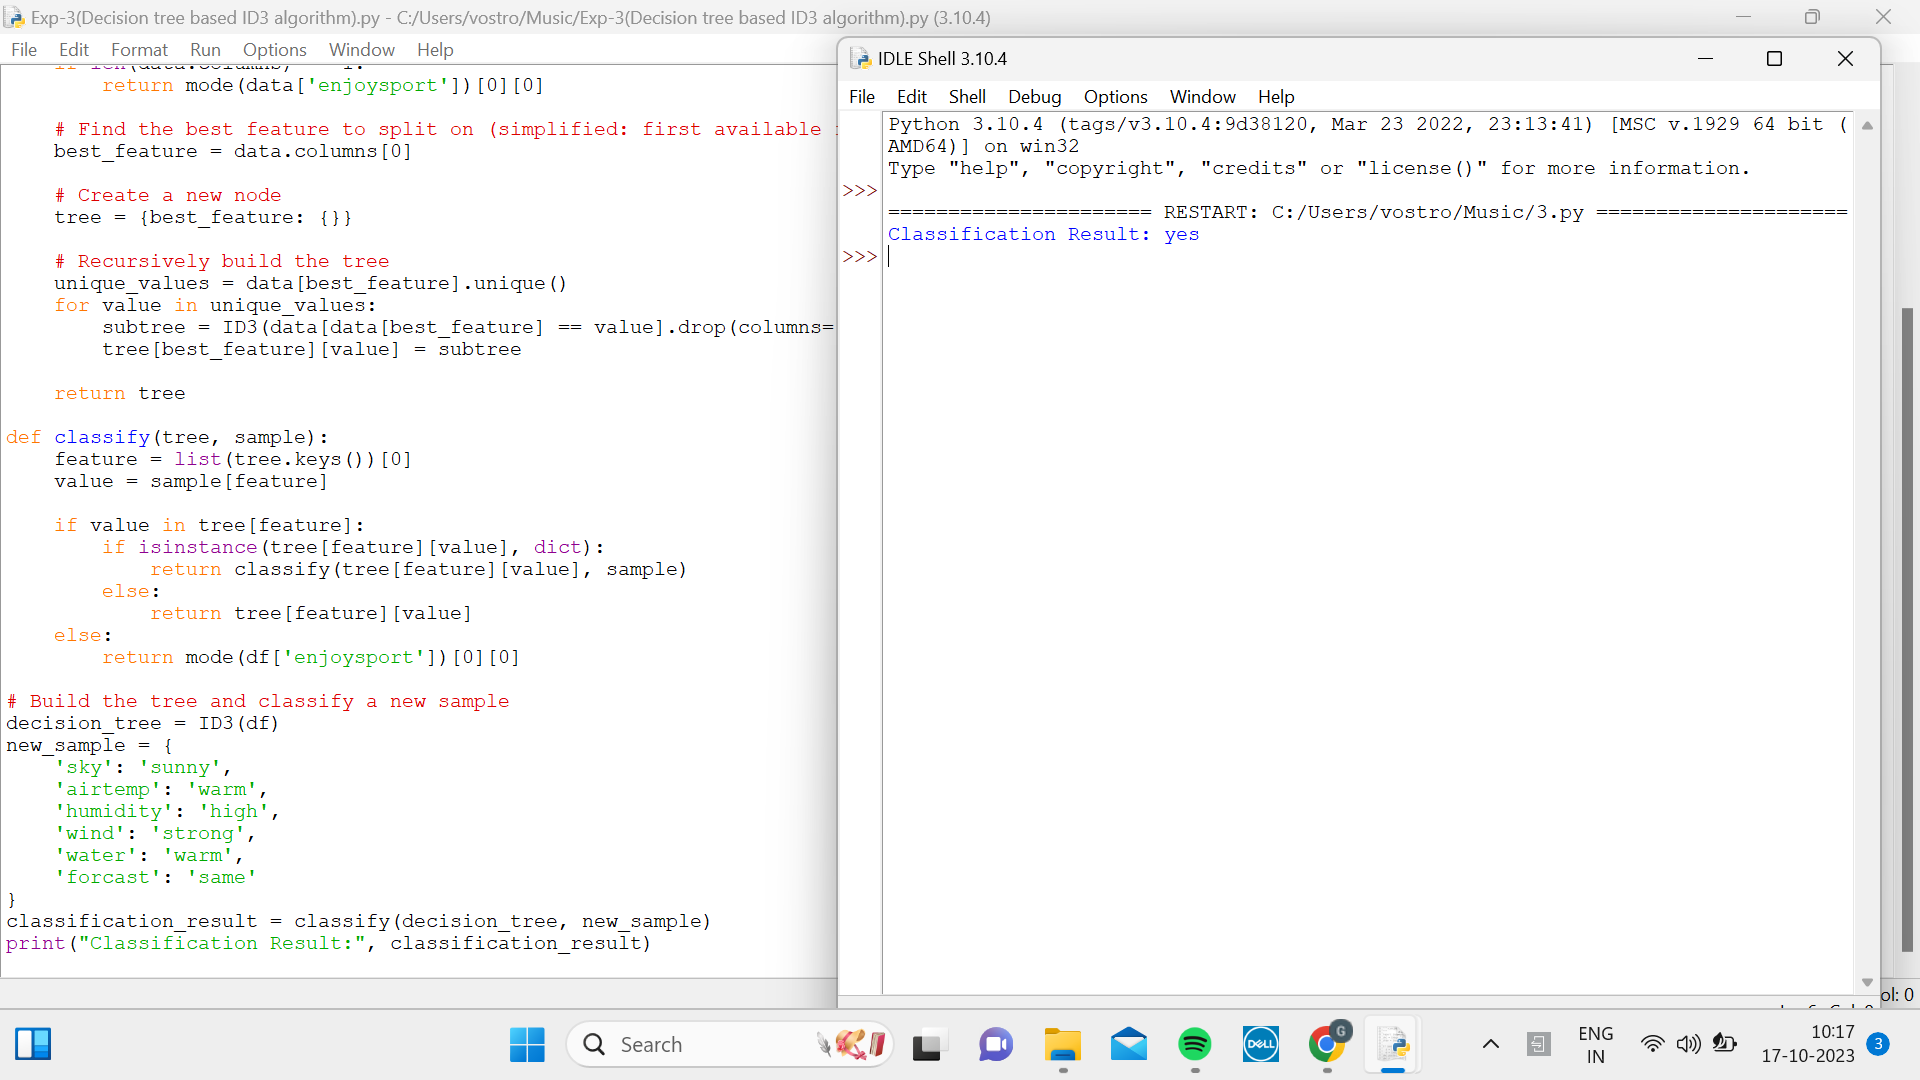 Exp-3(Decision tree based ID3 algorithm).py - C:/Users/vostro/Music/Exp-3(Decision tree based ID3 algorithm).py (3.10.4)
File Edit Format Run Options Window Help
return mode(data['enjoysport'])[0][0]
# Find the best feature to split on (simplified: first available
best_feature = data.columns[0]
# Create a new node
tree = {best_feature: {}}
# Recursively build the tree
unique_values = data[best_feature].unique()
for value in unique_values:
subtree = ID3(data[data[best_feature] == value].drop(columns=
tree[best_feature][value] = subtree
return tree
def classify(tree, sample):
feature = list(tree.keys())[0]
value = sample[feature]
if value in tree[feature]:
if isinstance(tree[feature][value], dict):
return classify(tree[feature][value], sample)
else:
return tree[feature][value]
else:
return mode(df['enjoysport'])[0][0]
# Build the tree and classify a new sample
decision_tree = ID3(df)
new_sample = {
'sky': 'sunny',
'airtemp': 'warm',
'humidity': 'high',
'wind': 'strong',
'water': 'warm',
'forcast': 'same'
}
classification_result = classify(decision_tree, new_sample)
print("Classification Result:", classification_result)
IDLE Shell 3.10.4
File Edit Shell Debug Options Window Help
Python 3.10.4 (tags/v3.10.4:9d38120, Mar 23 2022, 23:13:41) [MSC v.1929 64 bit (
AMD64)] on win32
Type "help", "copyright", "credits" or "license()" for more information.
>>>
====================== RESTART: C:/Users/vostro/Music/3.py =====================
Classification Result: yes
>>>
ol: 0
Search
DELL
G
ENG
IN
10:17
17-10-2023
3